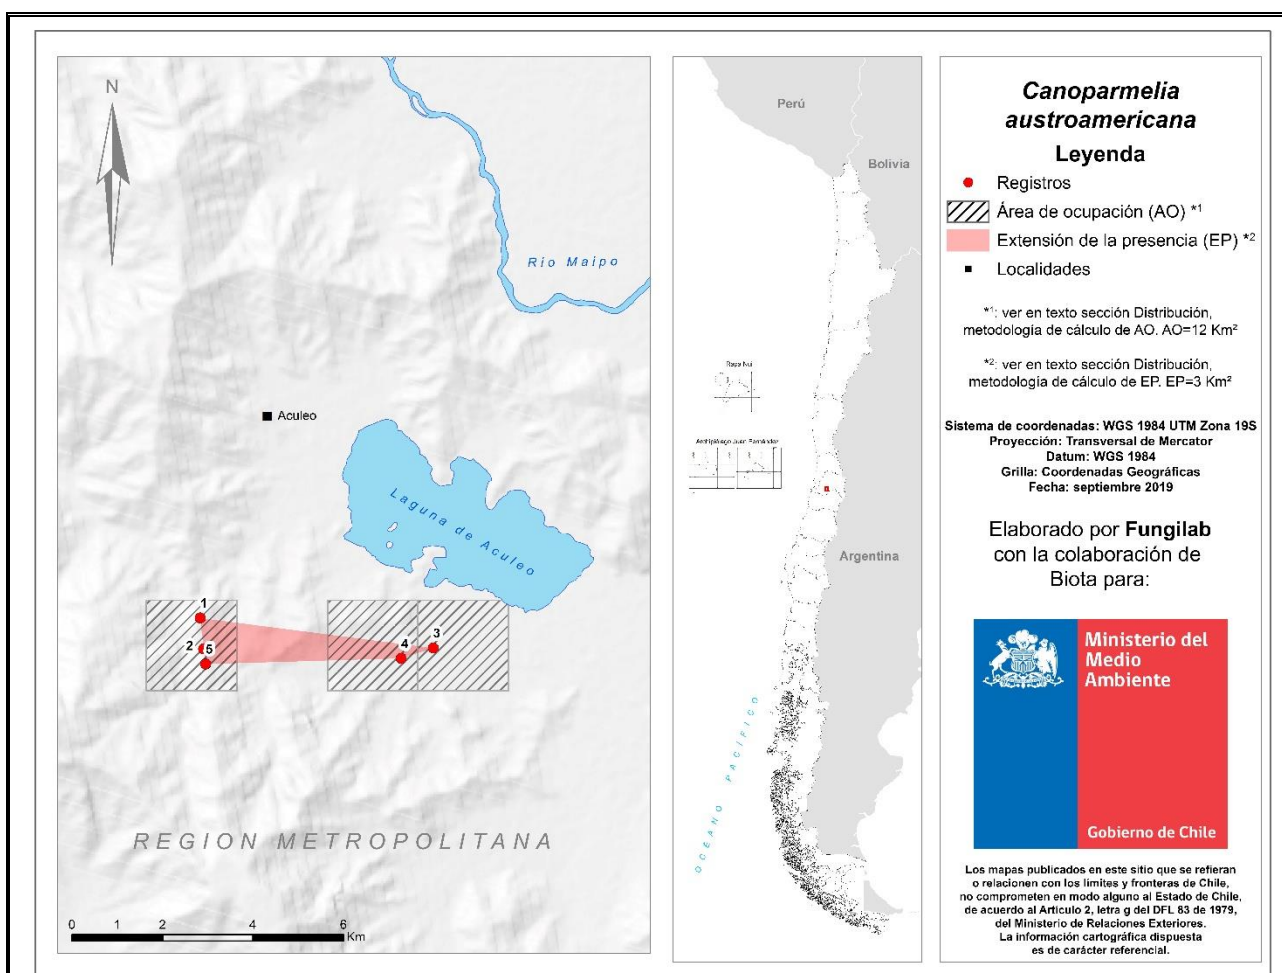 N
Rio Maipo
Aculeo
Laguna de Aculeo
1
2
5
4
3
REGION METROPOLITANA
0 1 2 4 6
Km
Perú
Bolivia
Rapa Nui
Archipiélago Juan Fernández
Argentina
OCÉANO PACÍFICO
Canoparmelia
austroamericana
Leyenda
Registros
Área de ocupación (AO) *1
Extensión de la presencia (EP) *2
Localidades
*1: ver en texto sección Distribución,
metodología de cálculo de AO. AO=12 Km²
*2: ver en texto sección Distribución,
metodología de cálculo de EP. EP=3 Km²
Sistema de coordenadas: WGS 1984 UTM Zona 19S
Proyección: Transversal de Mercator
Datum: WGS 1984
Grilla: Coordenadas Geográficas
Fecha: septiembre 2019
Elaborado por Fungilab
con la colaboración de
Biota para:
Ministerio del
Medio
Ambiente
Gobierno de Chile
Los mapas publicados en este sitio que se refieran
o relacionen con los límites y fronteras de Chile,
no comprometen en modo alguno al Estado de Chile,
de acuerdo al Artículo 2, letra g del DFL 83 de 1979,
del Ministerio de Relaciones Exteriores.
La información cartográfica dispuesta
es de carácter referencial.